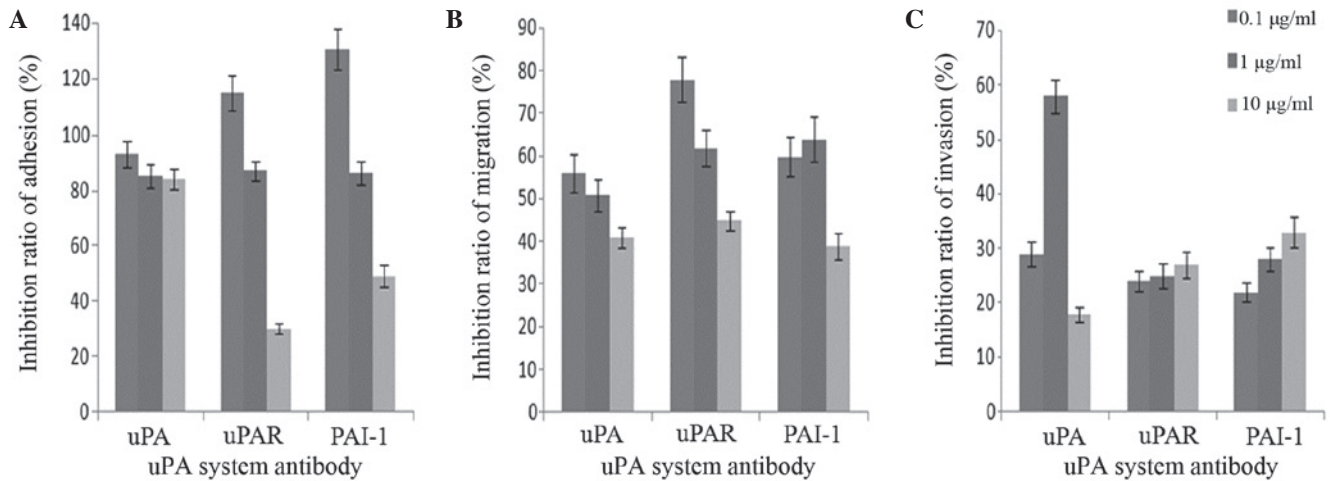 A
Inhibition ratio of adhesion (%)
140
120
100
80
60
40
20
0
uPA uPAR PAI-1
uPA system antibody
B
Inhibition ratio of migration (%)
90
80
70
60
50
40
30
20
10
0
uPA uPAR PAI-1
uPA system antibody
C
Inhibition ratio of invasion (%)
70
60
50
40
30
20
10
0
uPA uPAR PAI-1
uPA system antibody
0.1 µg/ml
1 µg/ml
10 µg/ml